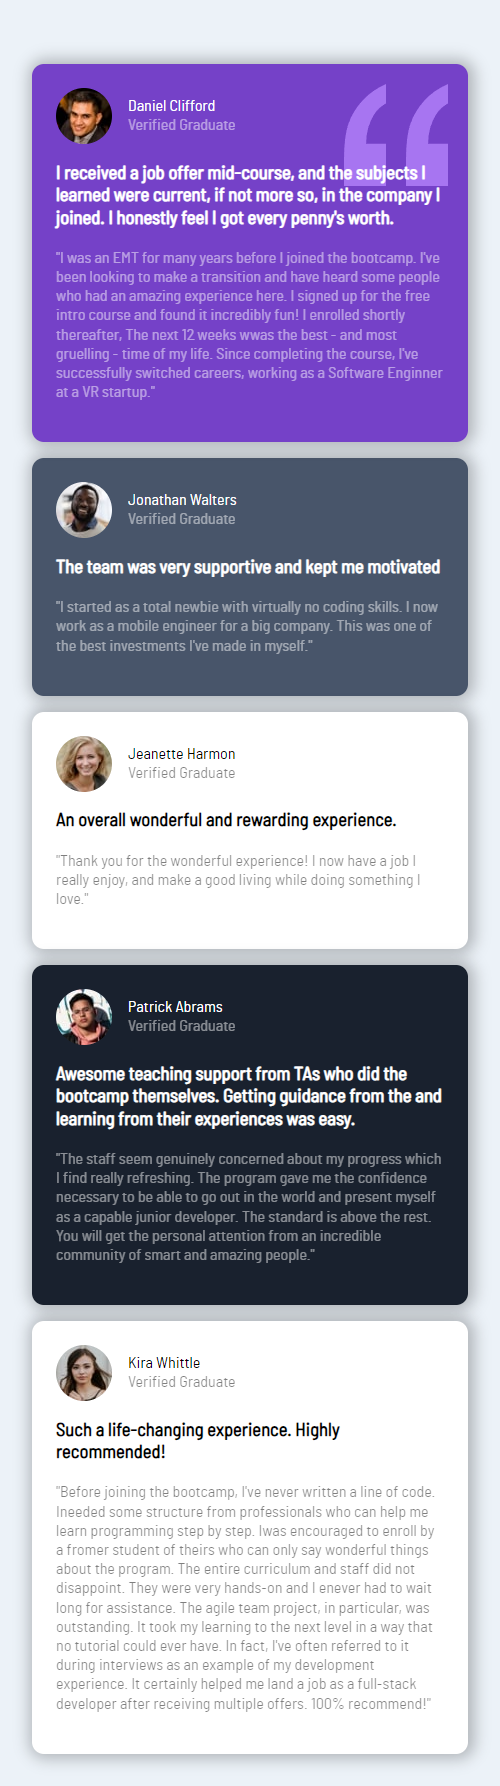 Daniel Clifford
Verified Graduate
I received a job offer mid-course, and the subjects I
learned were current, if not more so, in the company I
joined. I honestly feel I got every penny's worth.
"I was an EMT for many years before I joined the bootcamp. I've
been looking to make a transition and have heard some people
who had an amazing experience here. I signed up for the free
intro course and found it incredibly fun! I enrolled shortly
thereafter, The next 12 weeks wwas the best - and most
gruelling - time of my life. Since completing the course, I've
successfully switched careers, working as a Software Enginner
at a VR startup."
Jonathan Walters
Verified Graduate
The team was very supportive and kept me motivated
"I started as a total newbie with virtually no coding skills. I now
work as a mobile engineer for a big company. This was one of
the best investments I've made in myself."
Jeanette Harmon
Verified Graduate
An overall wonderful and rewarding experience.
"Thank you for the wonderful experience! I now have a job I
really enjoy, and make a good living while doing something I
love."
Patrick Abrams
Verified Graduate
Awesome teaching support from TAs who did the
bootcamp themselves. Getting guidance from the and
learning from their experiences was easy.
"The staff seem genuinely concerned about my progress which
I find really refreshing. The program gave me the confidence
necessary to be able to go out in the world and present myself
as a capable junior developer. The standard is above the rest.
You will get the personal attention from an incredible
community of smart and amazing people."
Kira Whittle
Verified Graduate
Such a life-changing experience. Highly
recommended!
"Before joining the bootcamp, I've never written a line of code.
Ineeded some structure from professionals who can help me
learn programming step by step. Iwas encouraged to enroll by
a fromer student of theirs who can only say wonderful things
about the program. The entire curriculum and staff did not
disappoint. They were very hands-on and I enever had to wait
long for assistance. The agile team project, in particular, was
outstanding. It took my learning to the next level in a way that
no tutorial could ever have. In fact, I've often referred to it
during interviews as an example of my development
experience. It certainly helped me land a job as a full-stack
developer after receiving multiple offers. 100% recommend!"